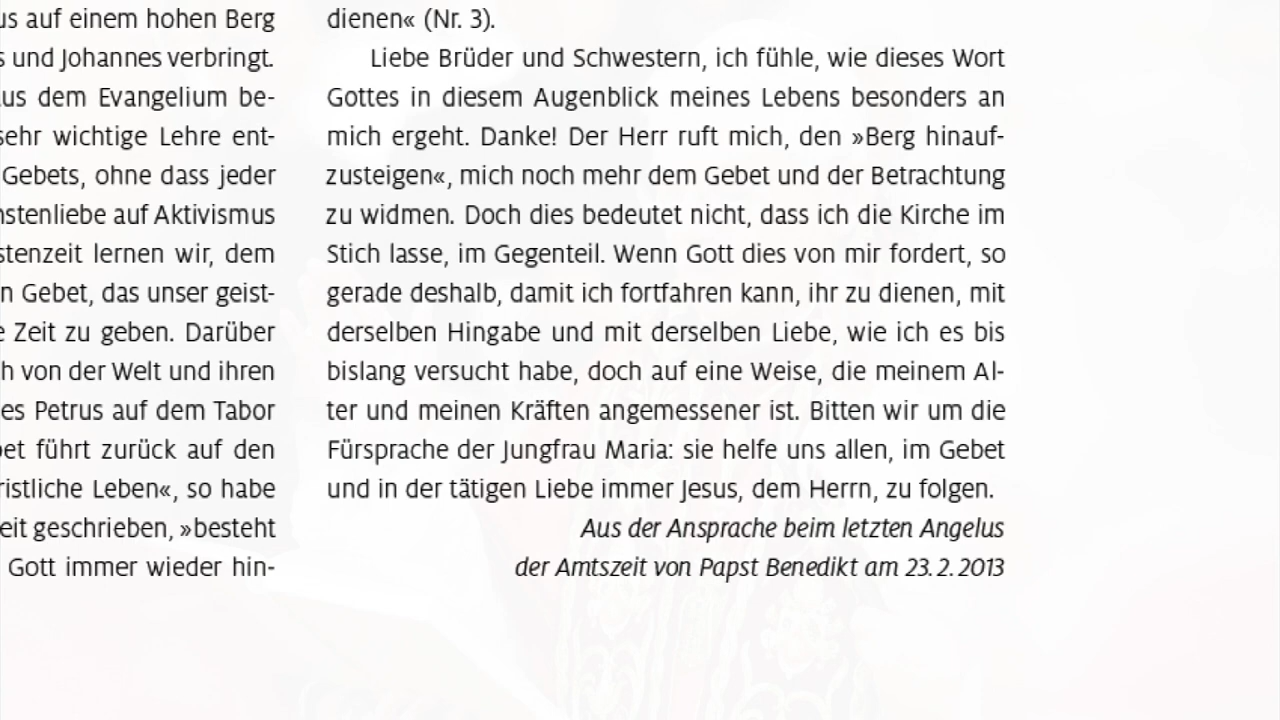 us auf einem hohen Berg
s und Johannes verbringt.
us dem Evangelium be-
sehr wichtige Lehre ent-
Gebets, ohne dass jeder
nstenliebe auf Aktivismus
stenzeit lernen wir, dem
n Gebet, das unser geist-
e Zeit zu geben. Darüber
h von der Welt und ihren
es Petrus auf dem Tabor
bet führt zurück auf den
ristliche Leben«, so habe
eit geschrieben, »besteht
Gott immer wieder hin-
dienen« (Nr. 3).
Liebe Brüder und Schwestern, ich fühle, wie dieses Wort
Gottes in diesem Augenblick meines Lebens besonders an
mich ergeht. Danke! Der Herr ruft mich, den »Berg hinauf-
zusteigen«, mich noch mehr dem Gebet und der Betrachtung
zu widmen. Doch dies bedeutet nicht, dass ich die Kirche im
Stich lasse, im Gegenteil. Wenn Gott dies von mir fordert, so
gerade deshalb, damit ich fortfahren kann, ihr zu dienen, mit
derselben Hingabe und mit derselben Liebe, wie ich es bis
bislang versucht habe, doch auf eine Weise, die meinem Al-
ter und meinen Kräften angemessener ist. Bitten wir um die
Fürsprache der Jungfrau Maria: sie helfe uns allen, im Gebet
und in der tätigen Liebe immer Jesus, dem Herrn, zu folgen.
Aus der Ansprache beim letzten Angelus
der Amtszeit von Papst Benedikt am 23.2.2013